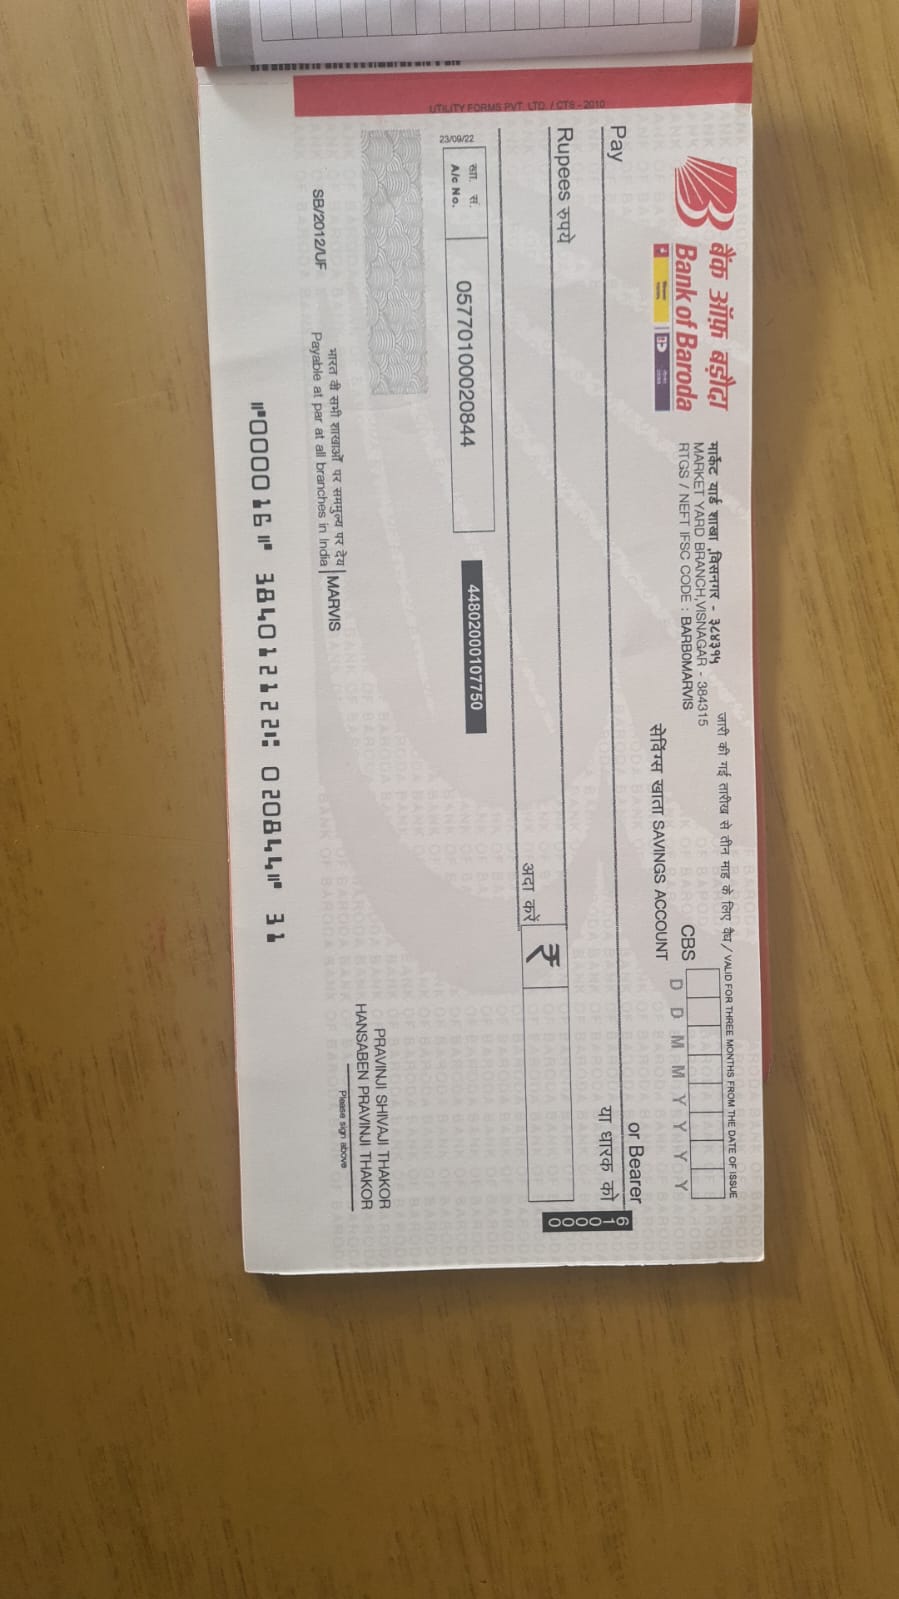 बैंक ऑफ़ बड़ौदा
Bank of Baroda
मार्केट यार्ड शाखा ,विसनगर - ३८४३१५
MARKET YARD BRANCH,VISNAGAR - 384315
RTGS / NEFT IFSC CODE : BARB0MARVIS
जारी की गई तारीख से तीन माह के लिए वैध / VALID FOR THREE MONTHS FROM THE DATE OF ISSUE
CBS
D D M M Y Y Y Y
सेविंग्स खाता SAVINGS ACCOUNT
Pay
or Bearer
या धारक को
Rupees रुपये
अदा करें ₹
000019
UTILITY FORMS PVT. LTD. / CTS - 2010
23/09/22
खा. सं.
A/c No.
05770100020844
44802000107750
PRAVINJI SHIVAJI THAKOR
HANSABEN PRAVINJI THAKOR
Please sign above
भारत की सभी शाखाओं पर सममुल्य पर देय
Payable at par at all branches in India
MARVIS
SB/2012/UF
⑈000016⑈ 384012122⑆ 020844⑈ 31